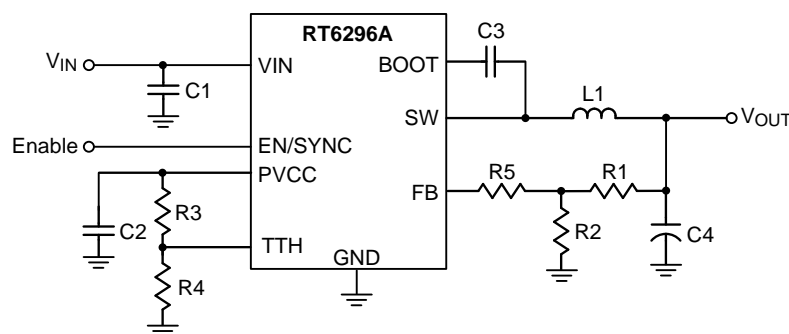 RT6296A
C3
VIN
VIN
BOOT
C1
L1
SW
VOUT
Enable
EN/SYNC
PVCC
R5
R1
FB
R3
C2
R2
C4
TTH
GND
R4